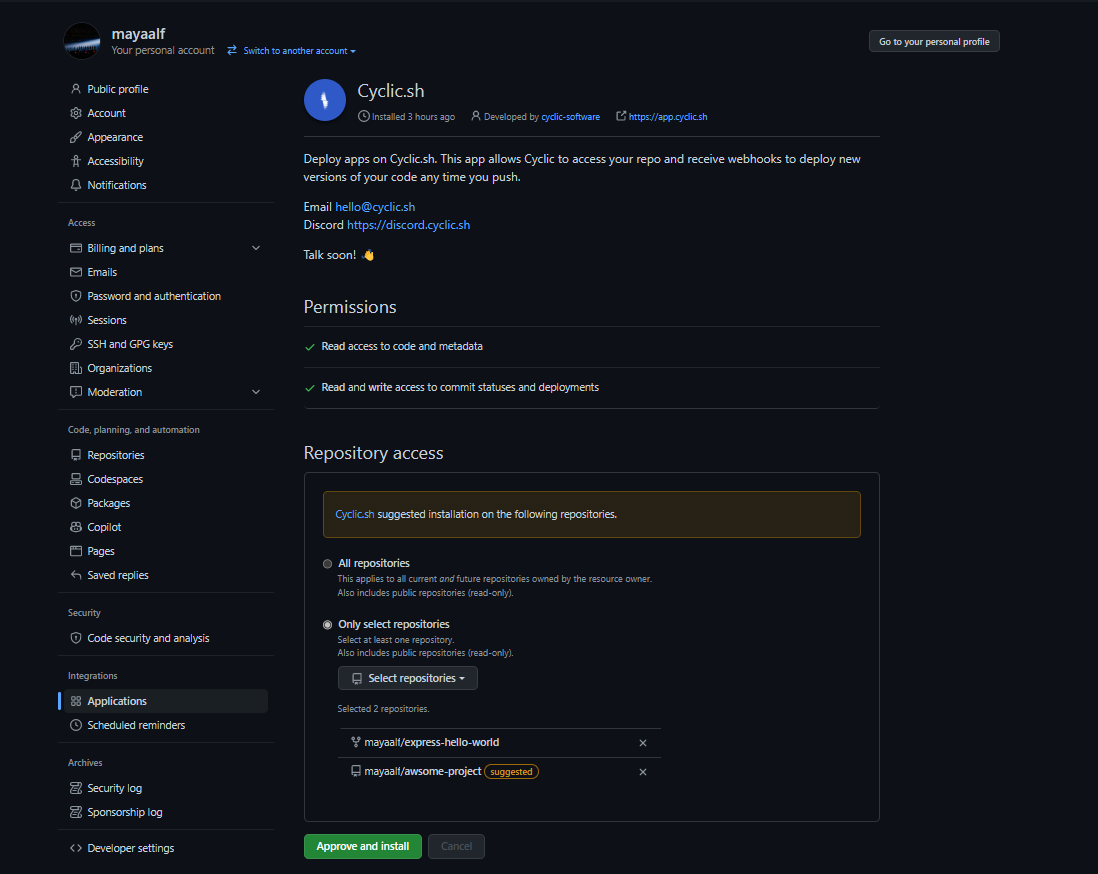 mayaalf
Your personal account
Switch to another account
Go to your personal profile
Public profile
Account
Appearance
Accessibility
Notifications
Access
Billing and plans
Emails
Password and authentication
Sessions
SSH and GPG keys
Organizations
Moderation
Code, planning, and automation
Repositories
Codespaces
Packages
Copilot
Pages
Saved replies
Security
Code security and analysis
Integrations
Applications
Scheduled reminders
Archives
Security log
Sponsorship log
Developer settings
Cyclic.sh
Installed 3 hours ago
Developed by cyclic-software
https://app.cyclic.sh
Deploy apps on Cyclic.sh. This app allows Cyclic to access your repo and receive webhooks to deploy new
versions of your code any time you push.
Email hello@cyclic.sh
Discord https://discord.cyclic.sh
Talk soon! 👋
Permissions
Read access to code and metadata
Read and write access to commit statuses and deployments
Repository access
Cyclic.sh suggested installation on the following repositories.
All repositories
This applies to all current and future repositories owned by the resource owner.
Also includes public repositories (read-only).
Only select repositories
Select at least one repository.
Also includes public repositories (read-only).
Select repositories
Selected 2 repositories.
mayaalf/express-hello-world
mayaalf/awsome-project suggested
Approve and install
Cancel